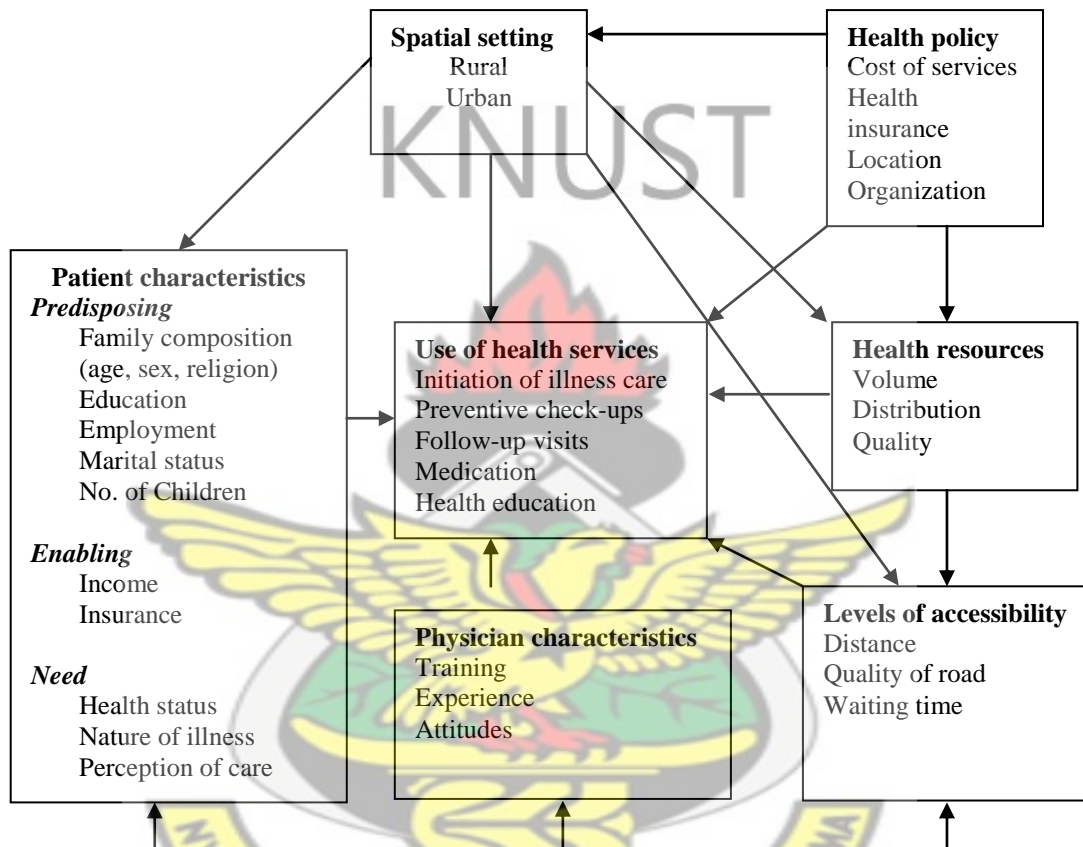 Spatial setting
Rural
Urban
Health policy
Cost of services
Health
insurance
Location
Organization
KNUST
Patient characteristics
Predisposing
Family composition
(age, sex, religion)
Education
Employment
Marital status
No. of Children
Enabling
Income
Insurance
Need
Health status
Nature of illness
Perception of care
Use of health services
Initiation of illness care
Preventive check-ups
Follow-up visits
Medication
Health education
Health resources
Volume
Distribution
Quality
Physician characteristics
Training
Experience
Attitudes
Levels of accessibility
Distance
Quality of road
Waiting time